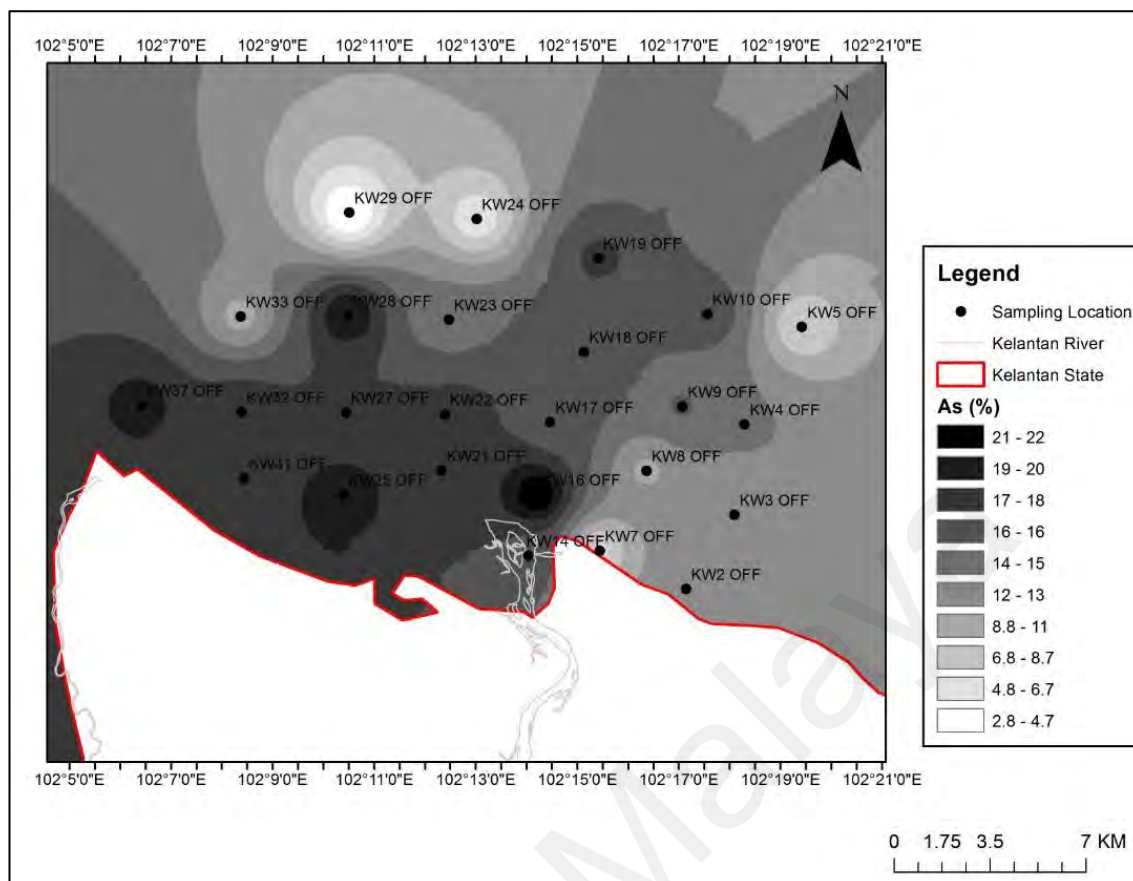 102°5'0"E 102°7'0"E 102°9'0"E 102°11'0"E 102°13'0"E 102°15'0"E 102°17'0"E 102°19'0"E 102°21'0"E
N
KW29 OFF
KW24 OFF
KW19 OFF
KW33 OFF
KW28 OFF
KW23 OFF
KW10 OFF
KW5 OFF
KW18 OFF
KW37 OFF
KW32 OFF
KW27 OFF
KW22 OFF
KW17 OFF
KW9 OFF
KW4 OFF
KW41 OFF
KW25 OFF
KW21 OFF
KW16 OFF
KW8 OFF
KW3 OFF
KW14 OFF
KW7 OFF
KW2 OFF
102°5'0"E 102°7'0"E 102°9'0"E 102°11'0"E 102°13'0"E 102°15'0"E 102°17'0"E 102°19'0"E 102°21'0"E
Legend
Sampling Location
Kelantan River
Kelantan State
As (%)
21 - 22
19 - 20
17 - 18
16 - 16
14 - 15
12 - 13
8.8 - 11
6.8 - 8.7
4.8 - 6.7
2.8 - 4.7
0 1.75 3.5 7 KM
Malaya